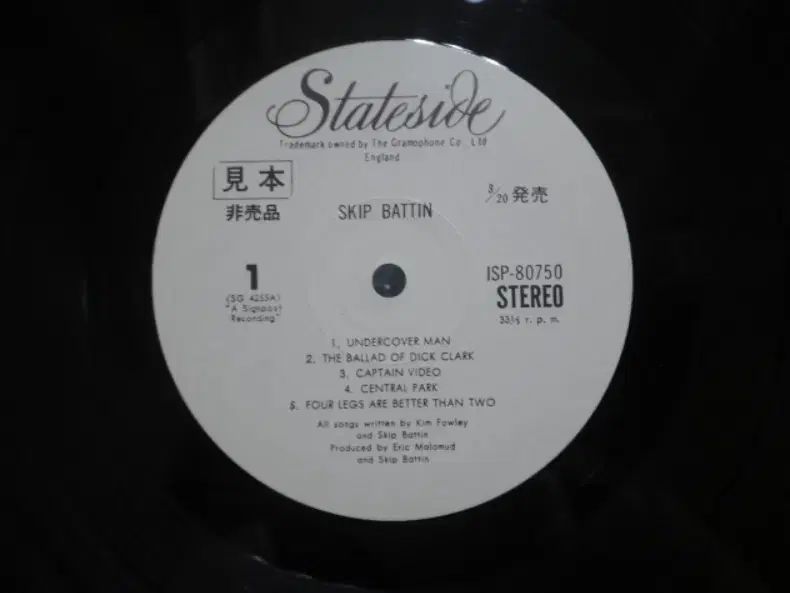 Stateside
Trademark owned by The Gramophone Co., Ltd
England
見本
非売品
3/20 発売
SKIP BATTIN
1
(SG 4255A)
"A Signpost
Recording"
ISP-80750
STEREO
33⅓ r. p. m.
1. UNDERCOVER MAN
2. THE BALLAD OF DICK CLARK
3. CAPTAIN VIDEO
4. CENTRAL PARK
5. FOUR LEGS ARE BETTER THAN TWO
All songs written by Kim Fowley
and Skip Battin
Produced by Eric Malamud
and Skip Battin